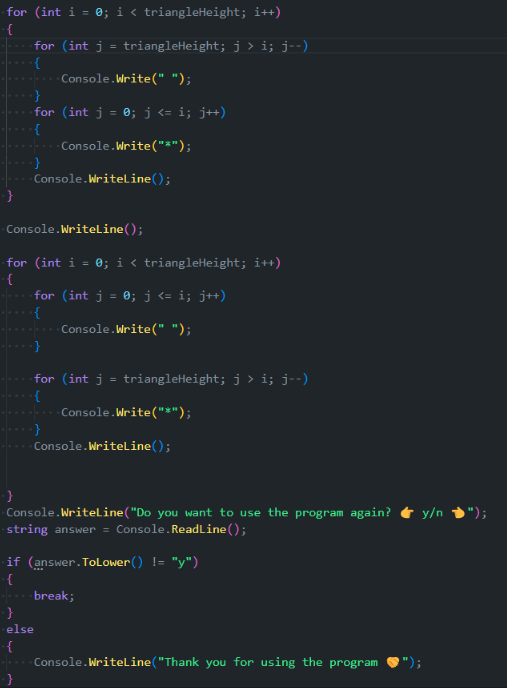 for (int i = 0; i < triangleHeight; i++)
{
    for (int j = triangleHeight; j > i; j--)
    {
        Console.Write(" ");
    }
    for (int j = 0; j <= i; j++)
    {
        Console.Write("*");
    }
    Console.WriteLine();
}

Console.WriteLine();

for (int i = 0; i < triangleHeight; i++)
{
    for (int j = 0; j <= i; j++)
    {
        Console.Write(" ");
    }

    for (int j = triangleHeight; j > i; j--)
    {
        Console.Write("*");
    }
    Console.WriteLine();


}
Console.WriteLine("Do you want to use the program again? 👉 y/n 👈");
string answer = Console.ReadLine();

if (answer.ToLower() != "y")
{
    break;
}
else
{
    Console.WriteLine("Thank you for using the program 🤝");
}